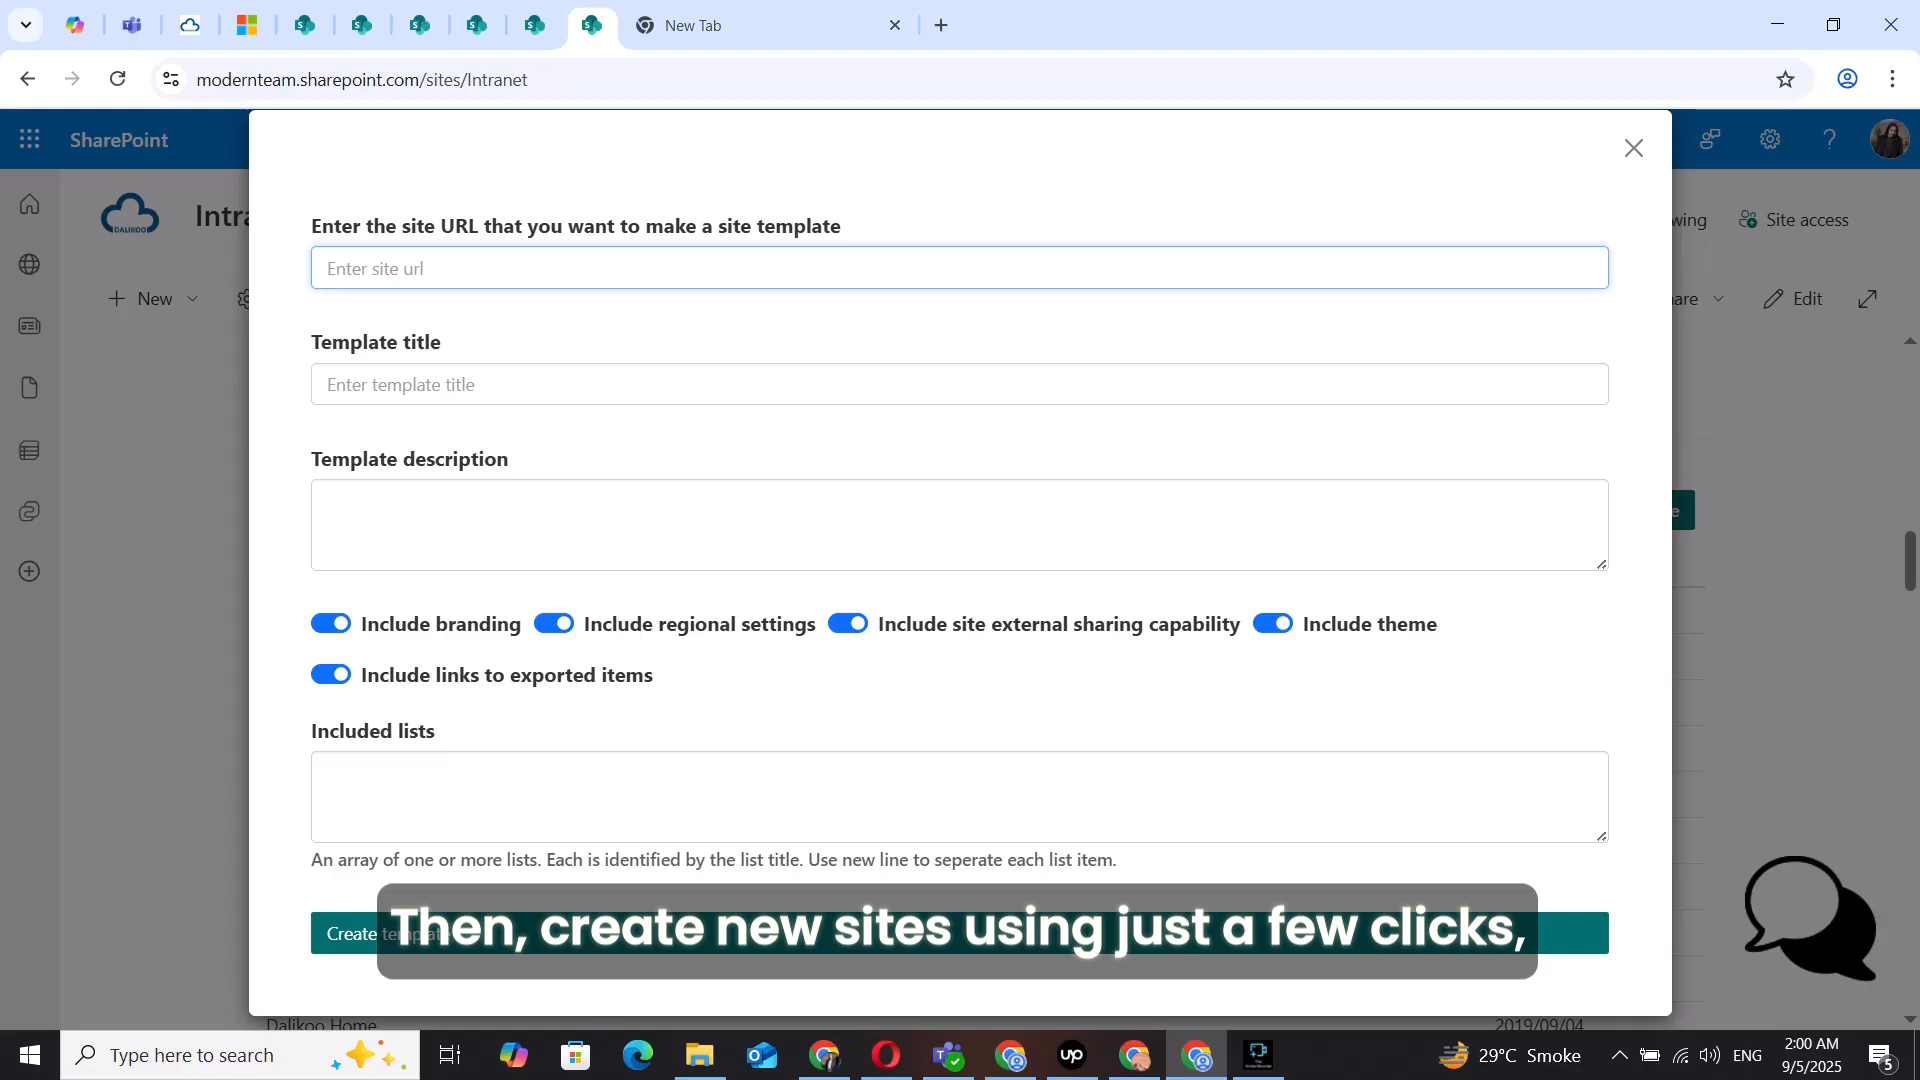 New Tab
modernteam.sharepoint.com/sites/Intranet
SharePoint
DALIKOO
Intra
wing
Site access
New
are
Edit
Enter the site URL that you want to make a site template
Enter site url
Template title
Enter template title
Template description
e
Include branding
Include regional settings
Include site external sharing capability
Include theme
Include links to exported items
Included lists
An array of one or more lists. Each is identified by the list title. Use new line to seperate each list item.
Create template
Then, create new sites using just a few clicks,
Dalikoo Home
2019/09/04
Type here to search
up
29°C Smoke
ENG
2:00 AM
9/5/2025
5